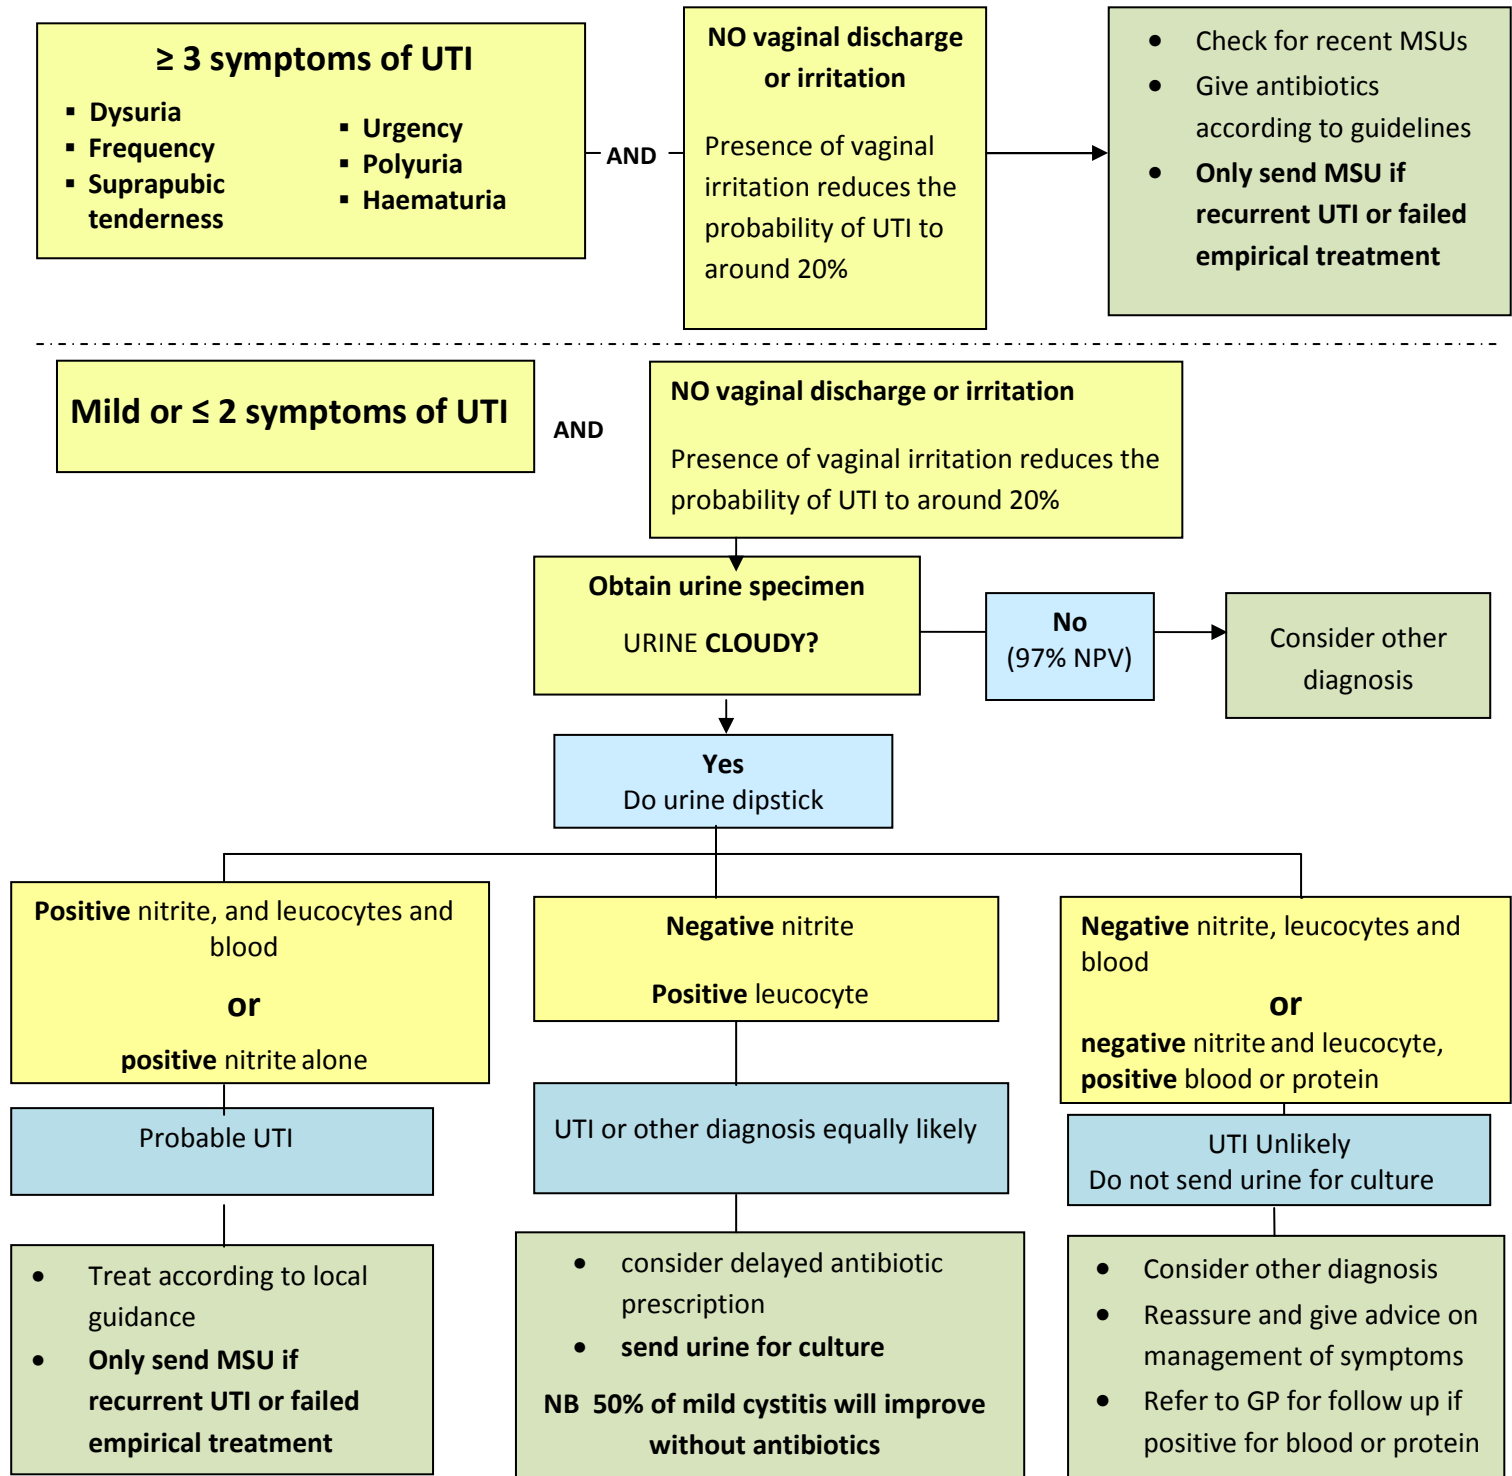 ≥ 3 symptoms of UTI
▪ Dysuria
▪ Frequency
▪ Suprapubic
tenderness
▪ Urgency
▪ Polyuria
▪ Haematuria
AND
NO vaginal discharge
or irritation
Presence of vaginal
irritation reduces the
probability of UTI to
around 20%
• Check for recent MSUs
• Give antibiotics
according to guidelines
• Only send MSU if
recurrent UTI or failed
empirical treatment
Mild or ≤ 2 symptoms of UTI
AND
NO vaginal discharge or irritation
Presence of vaginal irritation reduces the
probability of UTI to around 20%
Obtain urine specimen
URINE CLOUDY?
No
(97% NPV)
Consider other
diagnosis
Yes
Do urine dipstick
Positive nitrite, and leucocytes and
blood
or
positive nitrite alone
Probable UTI
• Treat according to local
guidance
• Only send MSU if
recurrent UTI or failed
empirical treatment
Negative nitrite
Positive leucocyte
UTI or other diagnosis equally likely
• consider delayed antibiotic
prescription
• send urine for culture
NB 50% of mild cystitis will improve
without antibiotics
Negative nitrite, leucocytes and
blood
or
negative nitrite and leucocyte,
positive blood or protein
UTI Unlikely
Do not send urine for culture
• Consider other diagnosis
• Reassure and give advice on
management of symptoms
• Refer to GP for follow up if
positive for blood or protein